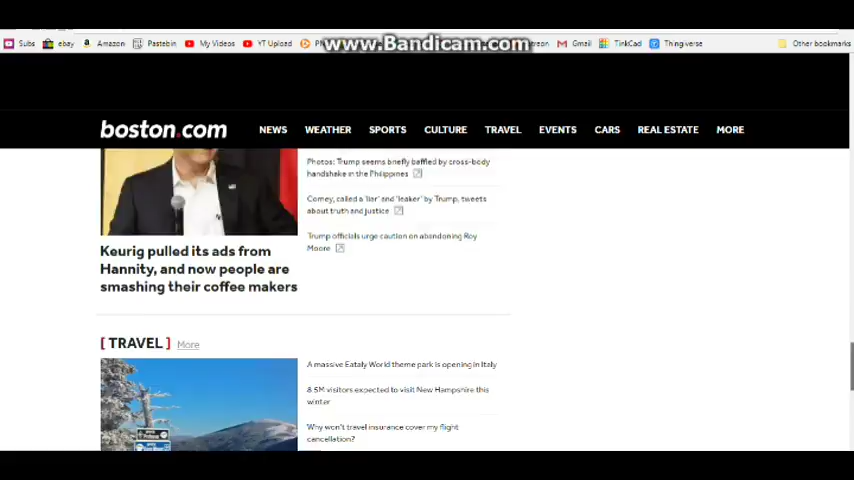 www.Bandicam.com
Subs ebay Amazon Pastebin My Videos YT Upload Gmail TinkCad Thingiverse Other bookmarks
boston.com NEWS WEATHER SPORTS CULTURE TRAVEL EVENTS CARS REAL ESTATE MORE
Photos: Trump seems briefly baffled by cross-body
handshake in the Philippines
Comey, called a 'liar' and 'leaker' by Trump, tweets
about truth and justice
Trump officials urge caution on abandoning Roy
Moore
Keurig pulled its ads from
Hannity, and now people are
smashing their coffee makers
[ TRAVEL ] More
A massive Eataly World theme park is opening in Italy
8.5M visitors expected to visit New Hampshire this
winter
Why won't travel insurance cover my flight
cancellation?